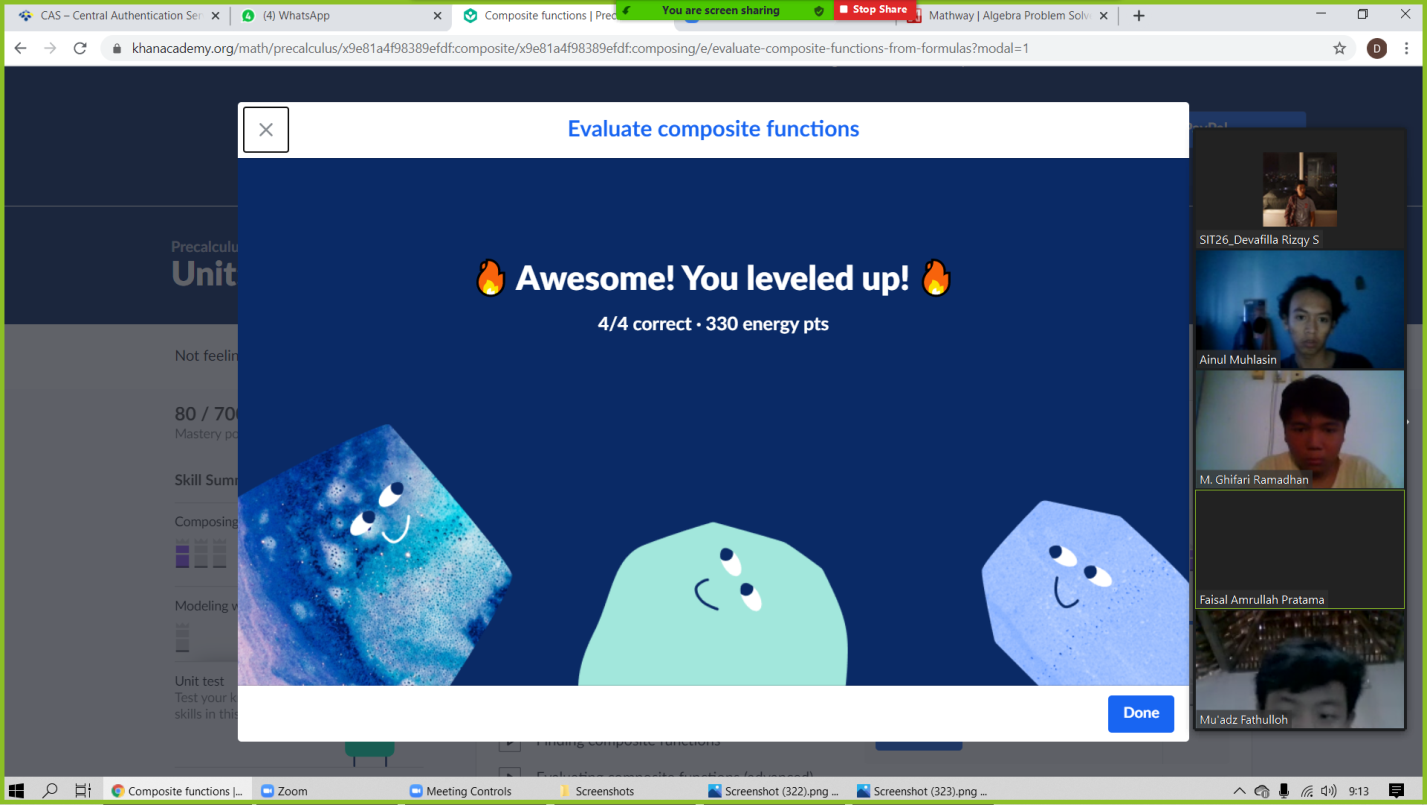 CAS – Central Authentication Ser
(4) WhatsApp
Composite functions | Prec
You are screen sharing
Stop Share
Mathway | Algebra Problem Solv
khanacademy.org/math/precalculus/x9e81a4f98389efdf:composite/x9e81a4f98389efdf:composing/e/evaluate-composite-functions-from-formulas?modal=1
D
Evaluate composite functions
Precalculu
Unit
Awesome! You leveled up!
4/4 correct · 330 energy pts
Not feelin
80 / 700
Mastery po
Skill Sum
Composing
Modeling w
Unit test
Test your k
skills in this
SIT26_Devafilla Rizqy S
Ainul Muhlasin
M. Ghifari Ramadhan
Faisal Amrullah Pratama
Mu'adz Fathulloh
Done
Finding composite functions
Evaluating composite functions (advanced)
Composite functions |...
Zoom
Meeting Controls
Screenshots
Screenshot (322).png ...
Screenshot (323).png ...
9:13